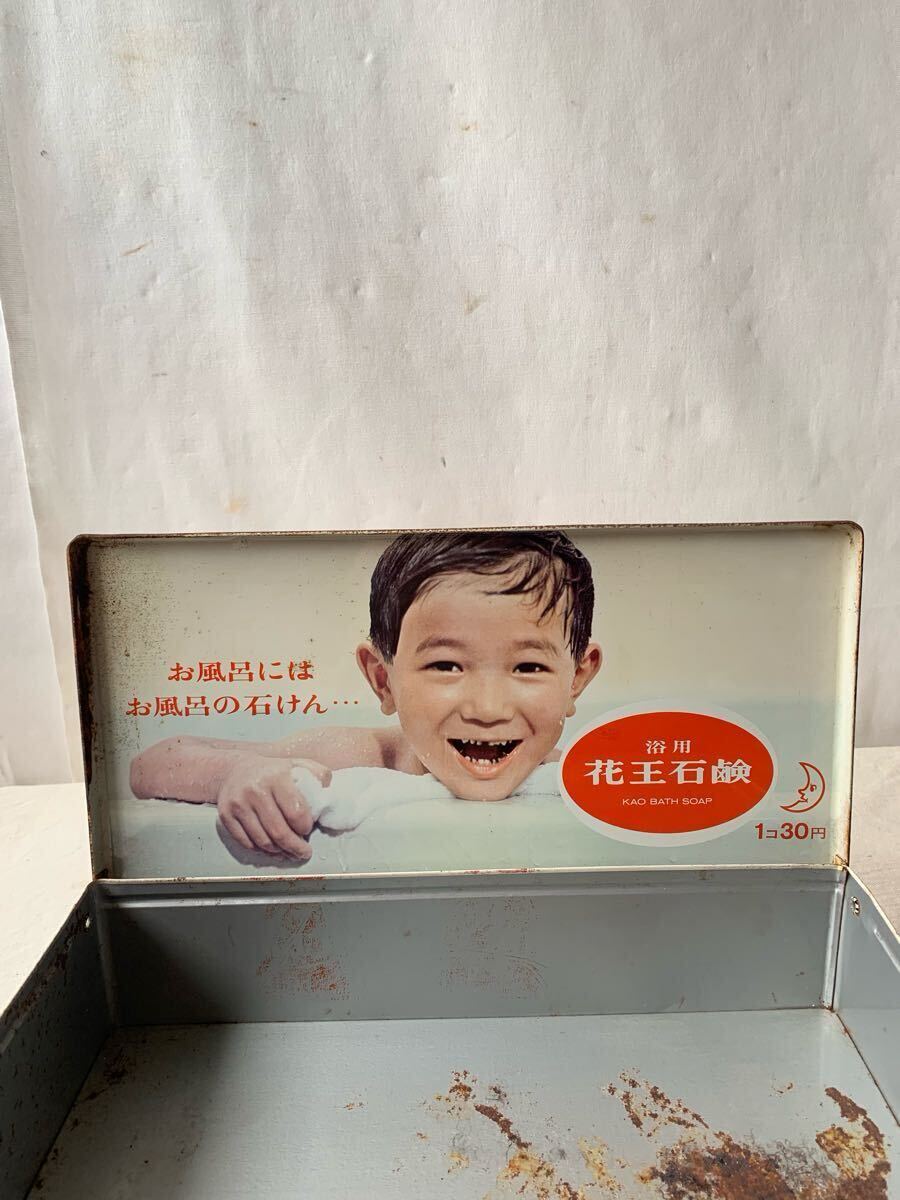 お風呂には
お風呂の石けん…
浴用
花王石鹸
KAO BATH SOAP
1コ30円